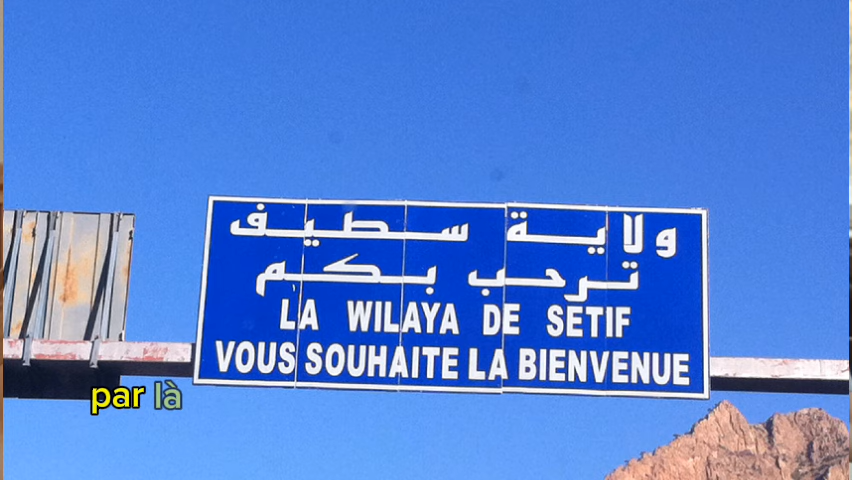 ولاية سطيف
ترحب بكم
LA WILAYA DE SETIF
VOUS SOUHAITE LA BIENVENUE
par là